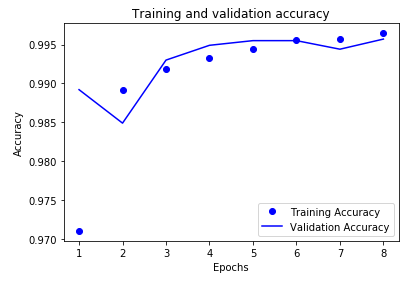 Training and validation accuracy
Accuracy
0.995
0.990
0.985
0.980
0.975
0.970
Training Accuracy
Validation Accuracy
1 2 3 4 5 6 7 8
Epochs